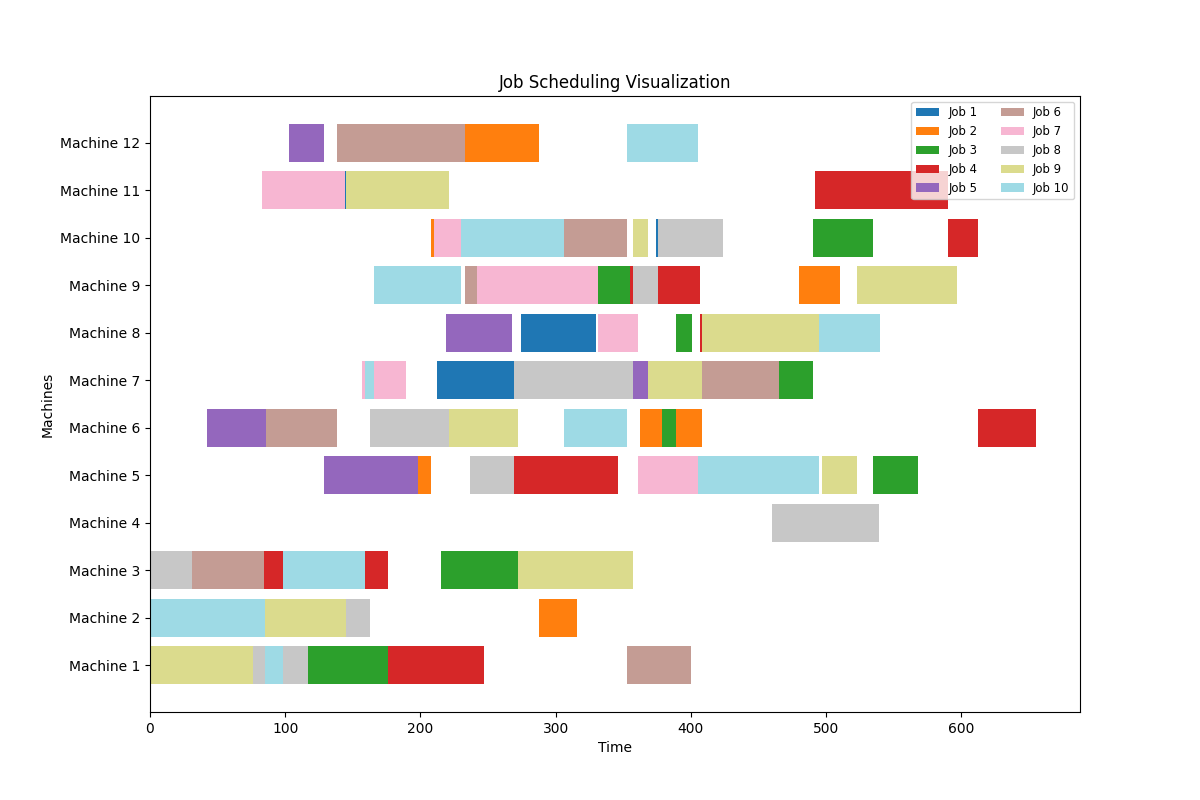 Job Scheduling Visualization
Machine 12
Machine 11
Machine 10
Machine 9
Machine 8
Machine 7
Machine 6
Machine 5
Machine 4
Machine 3
Machine 2
Machine 1
Machines
0 100 200 300 400 500 600
Time
Job 1 Job 6
Job 2 Job 7
Job 3 Job 8
Job 4 Job 9
Job 5 Job 10